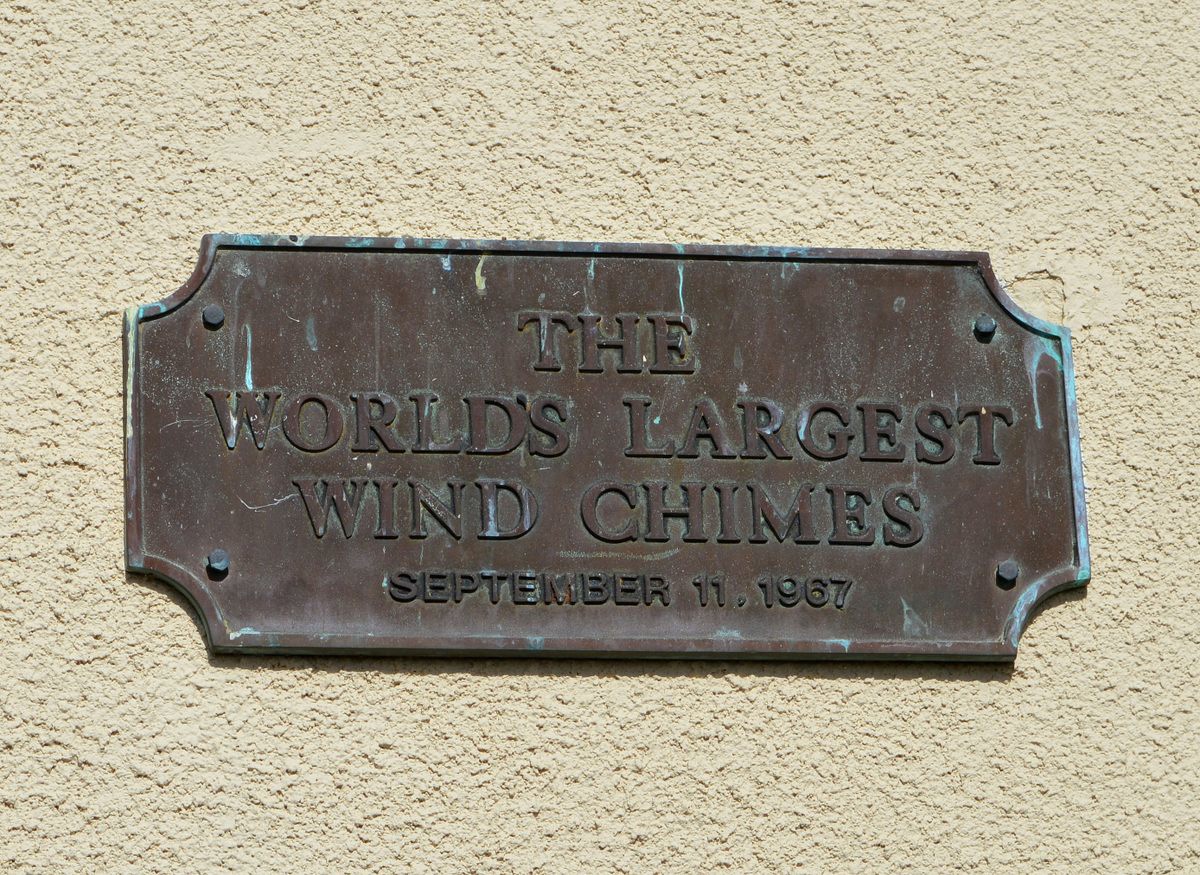 THE
WORLD'S LARGEST
WIND CHIMES
SEPTEMBER 11, 1967